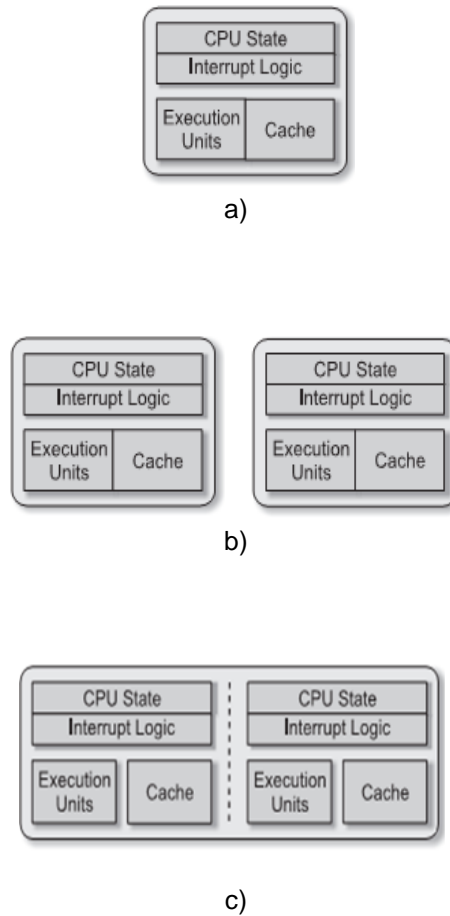 CPU State
Interrupt Logic
Execution Units
Cache
a)
CPU State
Interrupt Logic
Execution Units
Cache
CPU State
Interrupt Logic
Execution Units
Cache
b)
CPU State
Interrupt Logic
Execution Units
Cache
CPU State
Interrupt Logic
Execution Units
Cache
c)